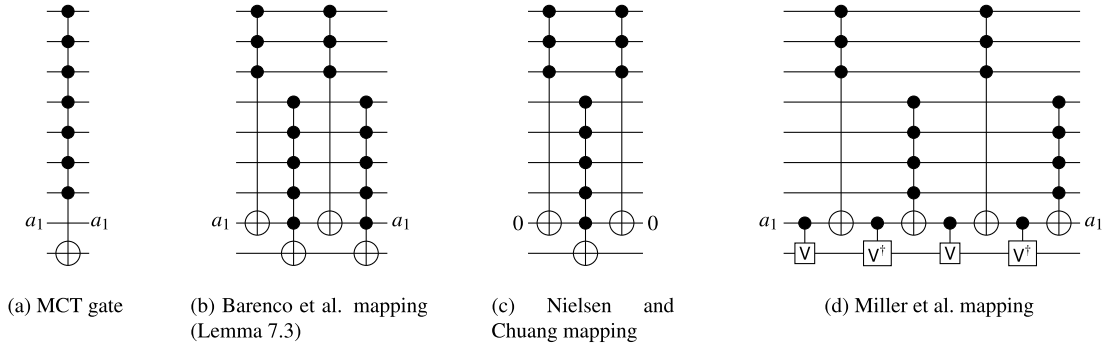 a₁ a₁ a₁ a₁ 0 0 a₁ a₁
V V† V V†
(a) MCT gate
(b) Barenco et al. mapping
(Lemma 7.3)
(c) Nielsen and
Chuang mapping
(d) Miller et al. mapping